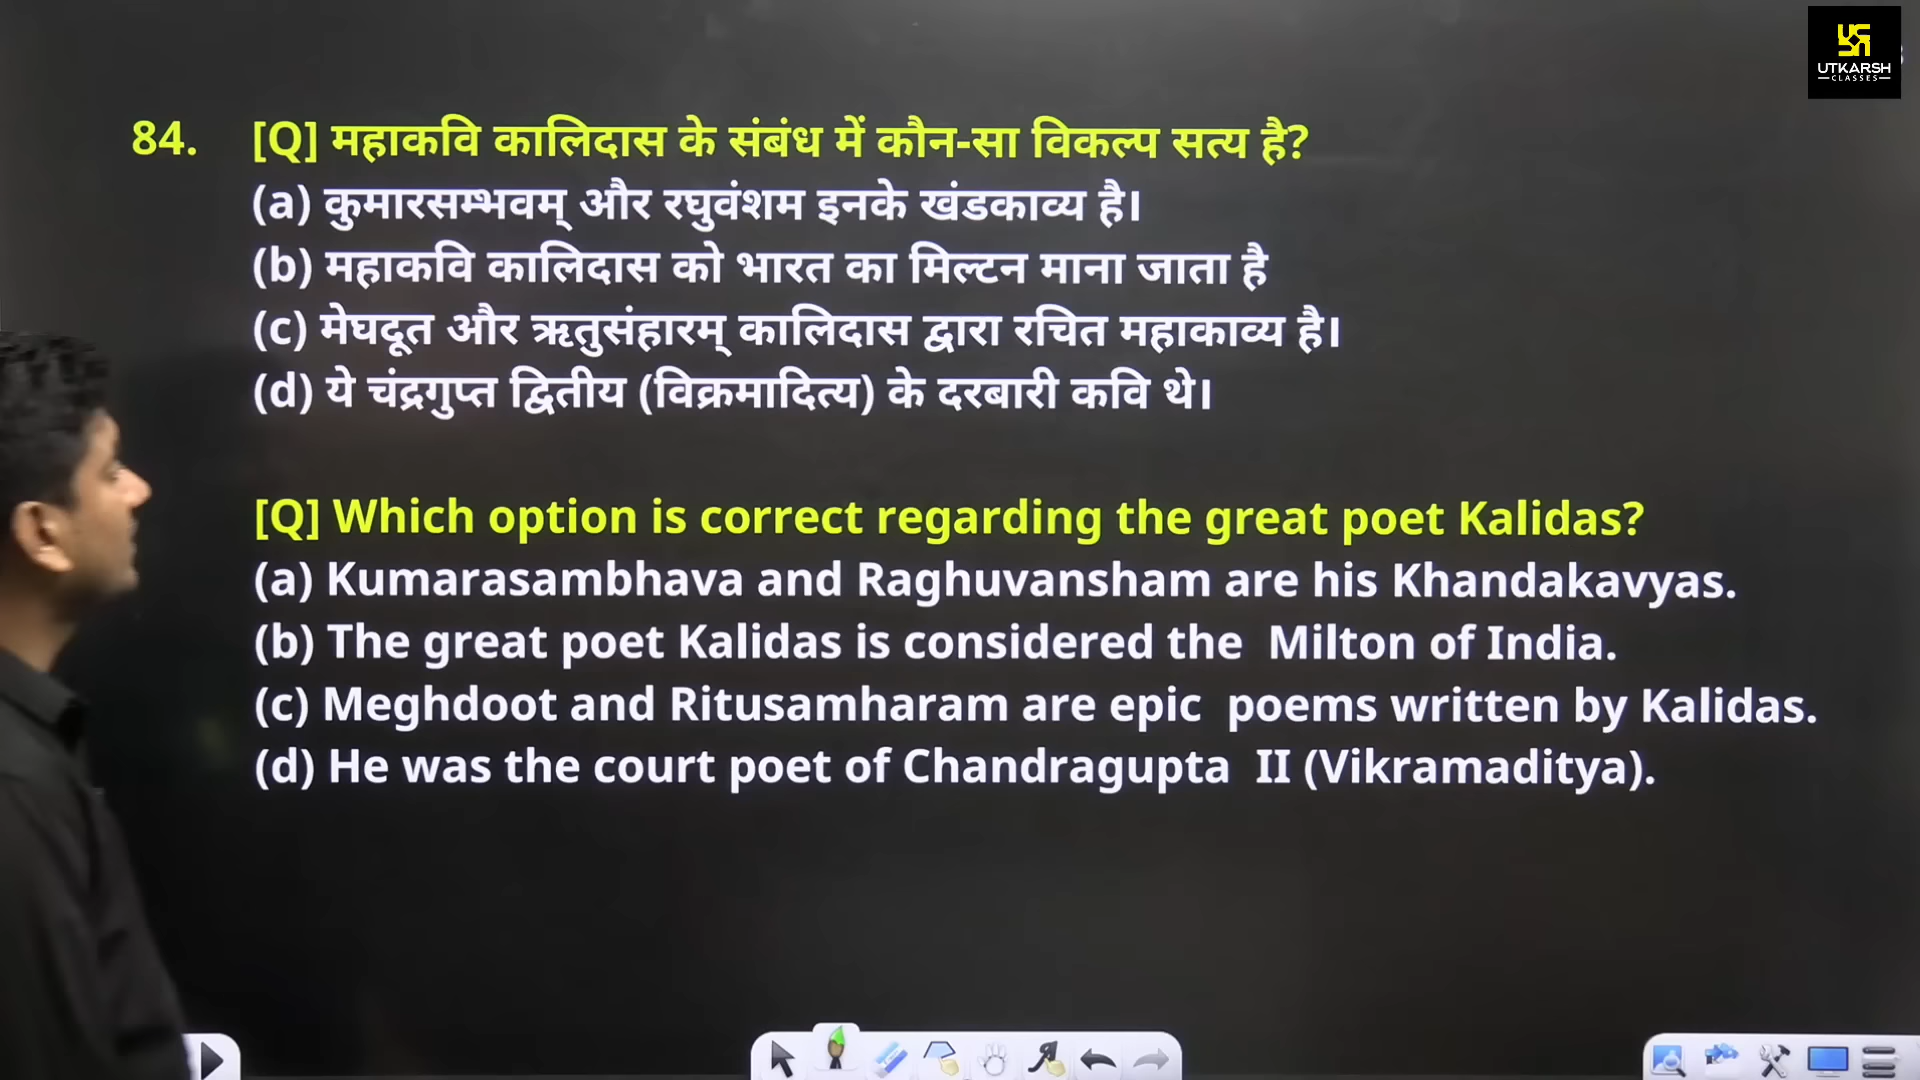 UTKARSH
CLASSES
84. [Q] महाकवि कालिदास के संबंध में कौन-सा विकल्प सत्य है?
(a) कुमारसम्भवम् और रघुवंशम इनके खंडकाव्य है।
(b) महाकवि कालिदास को भारत का मिल्टन माना जाता है
(c) मेघदूत और ऋतुसंहारम् कालिदास द्वारा रचित महाकाव्य है।
(d) ये चंद्रगुप्त द्वितीय (विक्रमादित्य) के दरबारी कवि थे।
[Q] Which option is correct regarding the great poet Kalidas?
(a) Kumarasambhava and Raghuvansham are his Khandakavyas.
(b) The great poet Kalidas is considered the Milton of India.
(c) Meghdoot and Ritusamharam are epic poems written by Kalidas.
(d) He was the court poet of Chandragupta II (Vikramaditya).